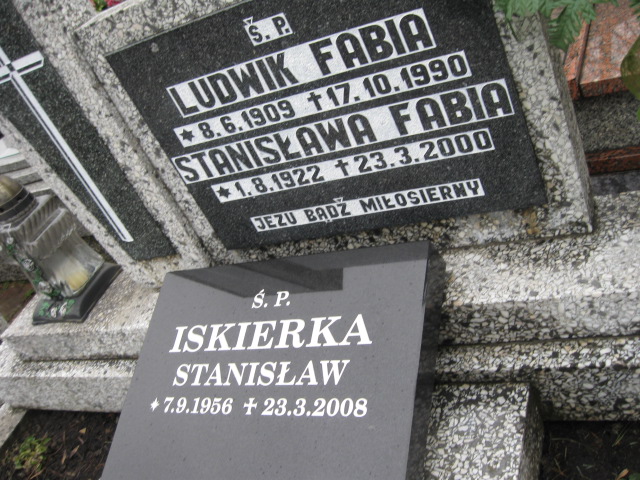 Ś. P.
LUDWIK FABIA
*8.6.1909 ✝17.10.1990
STANISŁAWA FABIA
*1.8.1922 ✝23.3.2000
JEZU BĄDŹ MIŁOSIERNY
Ś. P.
ISKIERKA
STANISŁAW
*7.9.1956 ✝23.3.2008